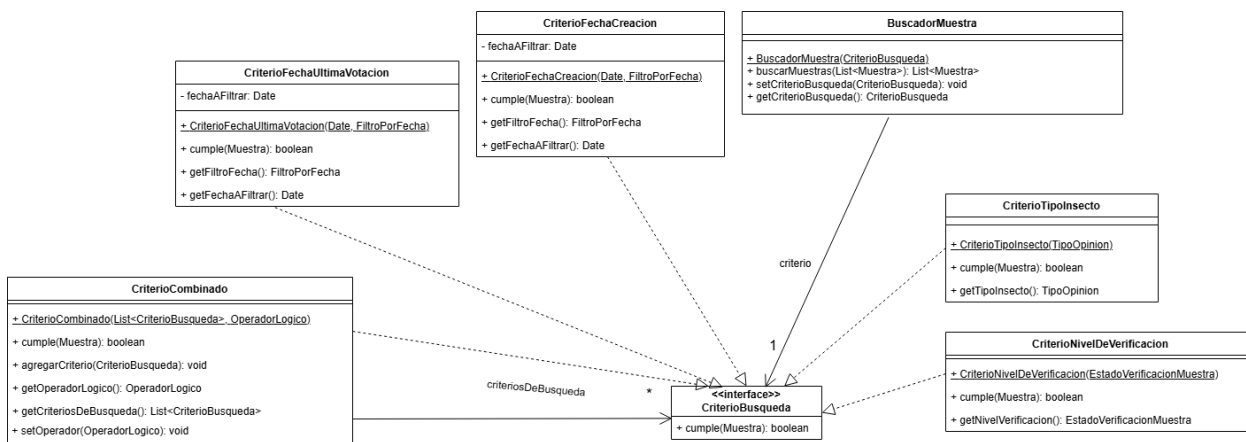 CriterioFechaCreacion
- fechaAFiltrar: Date
+ CriterioFechaCreacion(Date, FiltroPorFecha)
+ cumple(Muestra): boolean
+ getFiltroFecha(): FiltroPorFecha
+ getFechaAFiltrar(): Date
BuscadorMuestra
+ BuscadorMuestra(CriterioBusqueda)
+ buscarMuestras(List<Muestra>): List<Muestra>
+ setCriterioBusqueda(CriterioBusqueda): void
+ getCriterioBusqueda(): CriterioBusqueda
CriterioFechaUltimaVotacion
- fechaAFiltrar: Date
+ CriterioFechaUltimaVotacion(Date, FiltroPorFecha)
+ cumple(Muestra): boolean
+ getFiltroFecha(): FiltroPorFecha
+ getFechaAFiltrar(): Date
CriterioTipoInsecto
+ CriterioTipoInsecto(TipoOpinion)
+ cumple(Muestra): boolean
+ getTipoInsecto(): TipoOpinion
criterio
1
CriterioCombinado
+ CriterioCombinado(List<CriterioBusqueda>, OperadorLogico)
+ cumple(Muestra): boolean
+ agregarCriterio(CriterioBusqueda): void
+ getOperadorLogico(): OperadorLogico
+ getCriteriosDeBusqueda(): List<CriterioBusqueda>
+ setOperador(OperadorLogico): void
criteriosDeBusqueda
*
<<interface>>
CriterioBusqueda
+ cumple(Muestra): boolean
CriterioNivelDeVerificacion
+ CriterioNivelDeVerificacion(EstadoVerificacionMuestra)
+ cumple(Muestra): boolean
+ getNivelVerificacion(): EstadoVerificacionMuestra